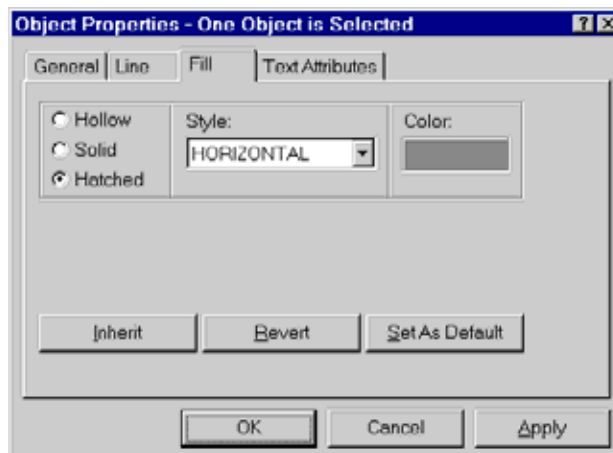 Object Properties - One Object is Selected
General Line Fill Text Attributes
Hollow
Solid
Hatched
Style:
HORIZONTAL
Color:
Inherit Revert Set As Default
OK Cancel Apply